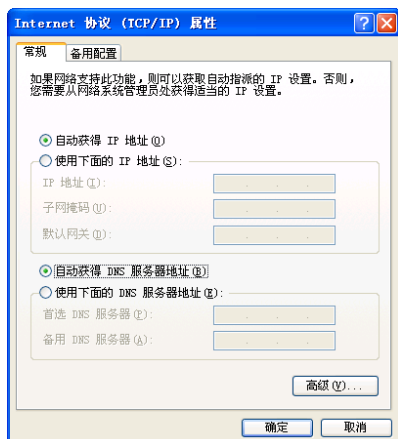 Internet 协议 (TCP/IP) 属性
常规
备用配置
如果网络支持此功能，则可以获取自动指派的 IP 设置。否则，
您需要从网络系统管理员处获得适当的 IP 设置。
自动获得 IP 地址(O)
使用下面的 IP 地址(S):
IP 地址(I):
子网掩码(U):
默认网关(D):
自动获得 DNS 服务器地址(B)
使用下面的 DNS 服务器地址(E):
首选 DNS 服务器(P):
备用 DNS 服务器(A):
高级(V)...
确定
取消